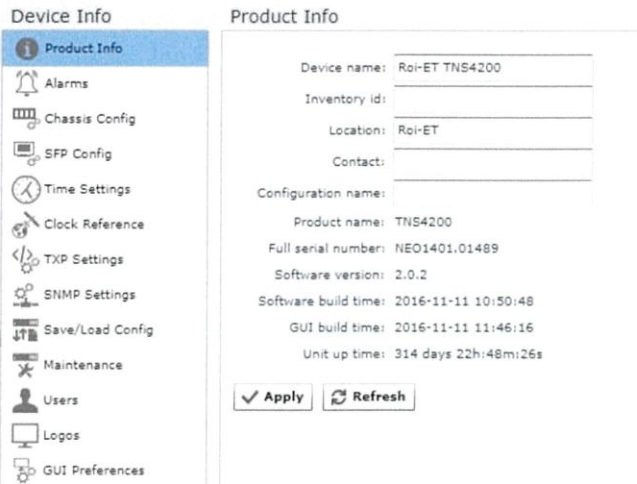 Device Info
Product Info
Alarms
Chassis Config
SFP Config
Time Settings
Clock Reference
TXP Settings
SNMP Settings
Save/Load Config
Maintenance
Users
Logos
GUI Preferences
Product Info
Device name: Roi-ET TNS4200
Inventory id:
Location: Roi-ET
Contact:
Configuration name:
Product name: TNS4200
Full serial number: NEO1401.01489
Software version: 2.0.2
Software build time: 2016-11-11 10:50:48
GUI build time: 2016-11-11 11:46:16
Unit up time: 314 days 22h:48m:26s
Apply Refresh